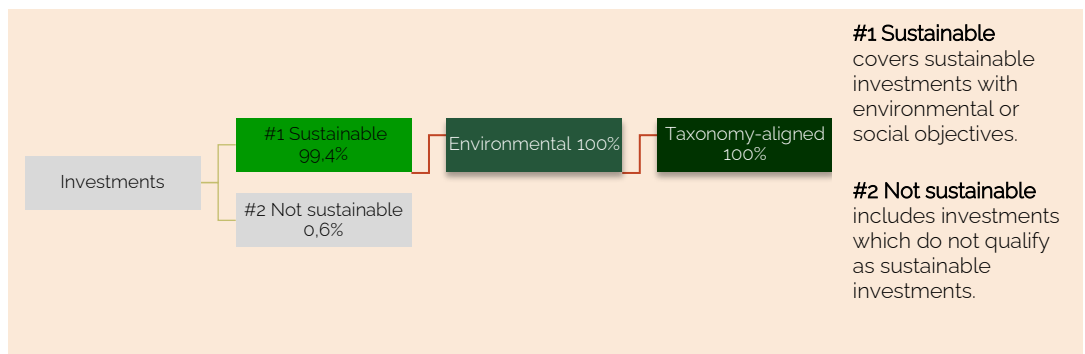 Investments
#1 Sustainable
99,4%
#2 Not sustainable
0,6%
Environmental 100%
Taxonomy-aligned
100%
#1 Sustainable
covers sustainable
investments with
environmental or
social objectives.
#2 Not sustainable
includes investments
which do not qualify
as sustainable
investments.